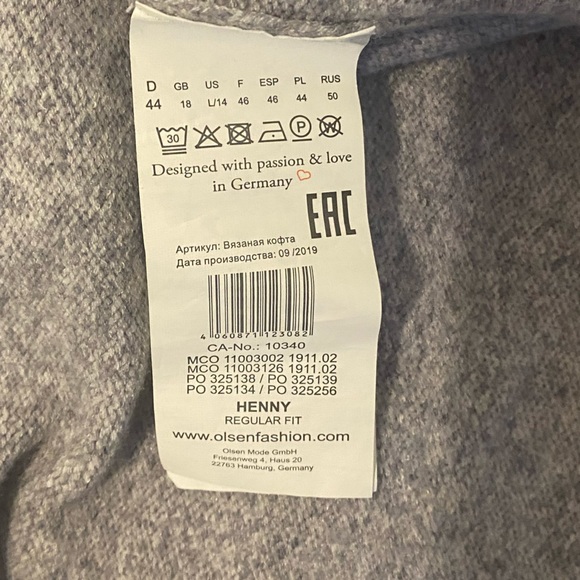 D GB US F ESP PL RUS
44 18 L/14 46 46 44 50
30 P W
Designed with passion & love
in Germany
EAC
Артикул: Вязаная кофта
Дата производства: 09 /2019
4 060871 123082
CA-No.: 10340
MCO 11003002 1911.02
MCO 11003126 1911.02
PO 325138 / PO 325139
PO 325134 / PO 325256
HENNY
REGULAR FIT
www.olsenfashion.com
Olsen Mode GmbH
Friesenweg 4, Haus 20
22763 Hamburg, Germany